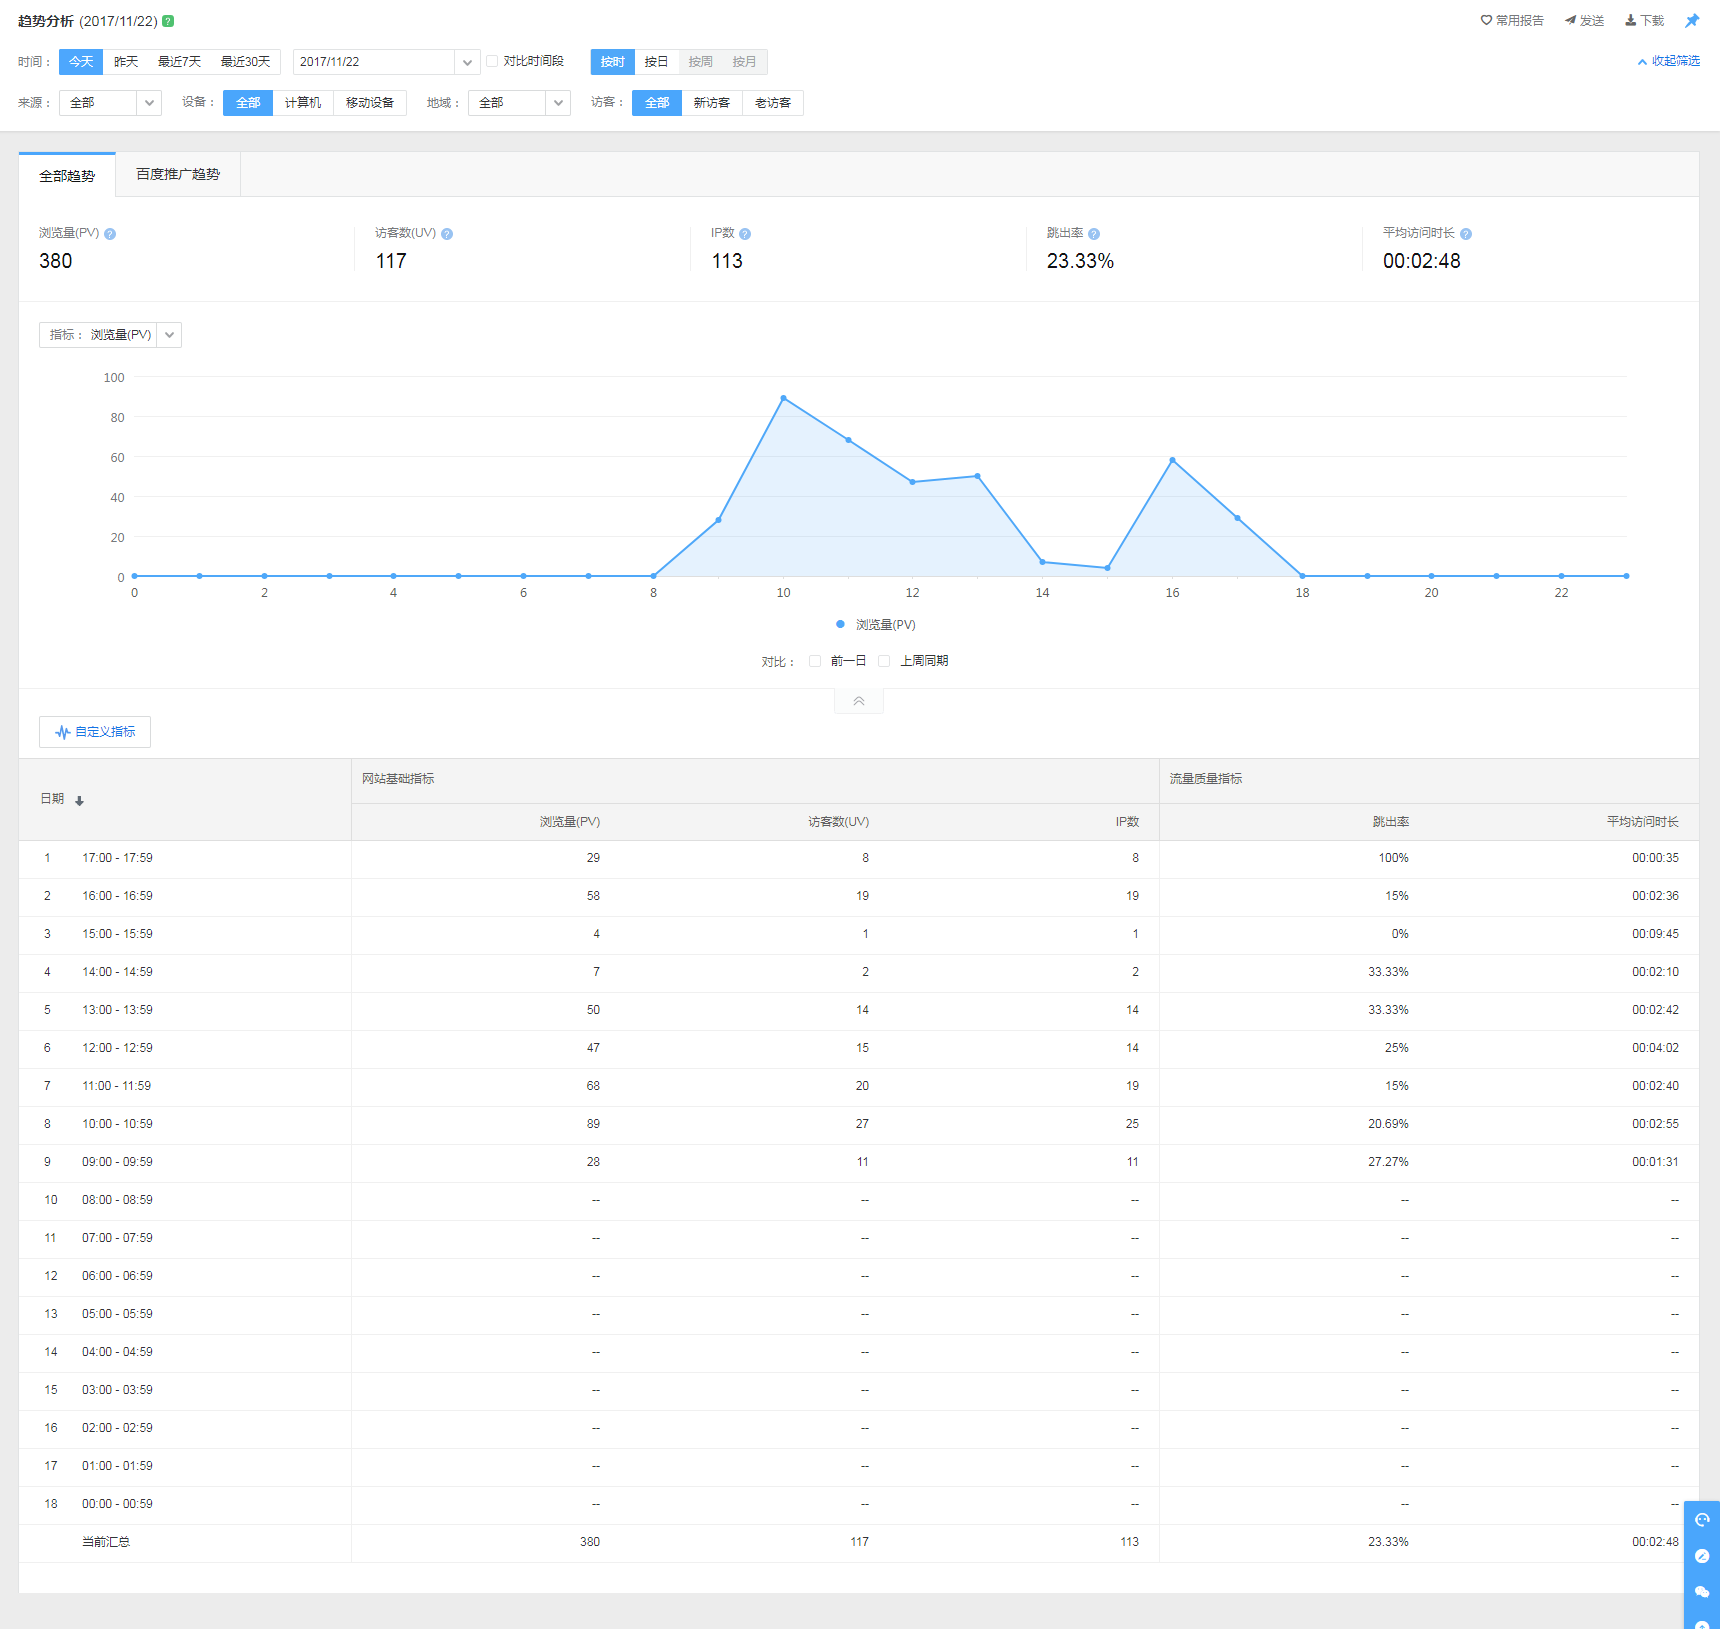 趋势分析 (2017/11/22) ?
常用报告 发送 下载
时间： 今天 昨天 最近7天 最近30天 2017/11/22 对比时间段 按时 按日 按周 按月 收起筛选
来源： 全部 设备： 全部 计算机 移动设备 地域： 全部 访客： 全部 新访客 老访客
全部趋势 百度推广趋势
浏览量(PV) ? 访客数(UV) ? IP数 ? 跳出率 ? 平均访问时长 ?
380 117 113 23.33% 00:02:48
指标： 浏览量(PV)
100
80
60
40
20
0
0 2 4 6 8 10 12 14 16 18 20 22
浏览量(PV)
对比： 前一日 上周同期
自定义指标
日期 网站基础指标 流量质量指标
浏览量(PV) 访客数(UV) IP数 跳出率 平均访问时长
1 17:00 - 17:59 29 8 8 100% 00:00:35
2 16:00 - 16:59 58 19 19 15% 00:02:36
3 15:00 - 15:59 4 1 1 0% 00:09:45
4 14:00 - 14:59 7 2 2 33.33% 00:02:10
5 13:00 - 13:59 50 14 14 33.33% 00:02:42
6 12:00 - 12:59 47 15 14 25% 00:04:02
7 11:00 - 11:59 68 20 19 15% 00:02:40
8 10:00 - 10:59 89 27 25 20.69% 00:02:55
9 09:00 - 09:59 28 11 11 27.27% 00:01:31
10 08:00 - 08:59 -- -- -- -- --
11 07:00 - 07:59 -- -- -- -- --
12 06:00 - 06:59 -- -- -- -- --
13 05:00 - 05:59 -- -- -- -- --
14 04:00 - 04:59 -- -- -- -- --
15 03:00 - 03:59 -- -- -- -- --
16 02:00 - 02:59 -- -- -- -- --
17 01:00 - 01:59 -- -- -- -- --
18 00:00 - 00:59 -- -- -- -- --
当前汇总 380 117 113 23.33% 00:02:48